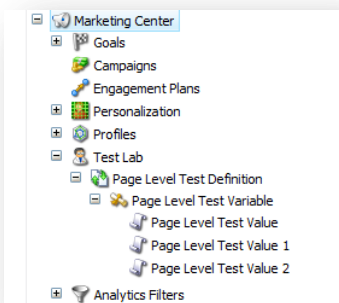 Marketing Center
Goals
Campaigns
Engagement Plans
Personalization
Profiles
Test Lab
Page Level Test Definition
Page Level Test Variable
Page Level Test Value
Page Level Test Value 1
Page Level Test Value 2
Analytics Filters